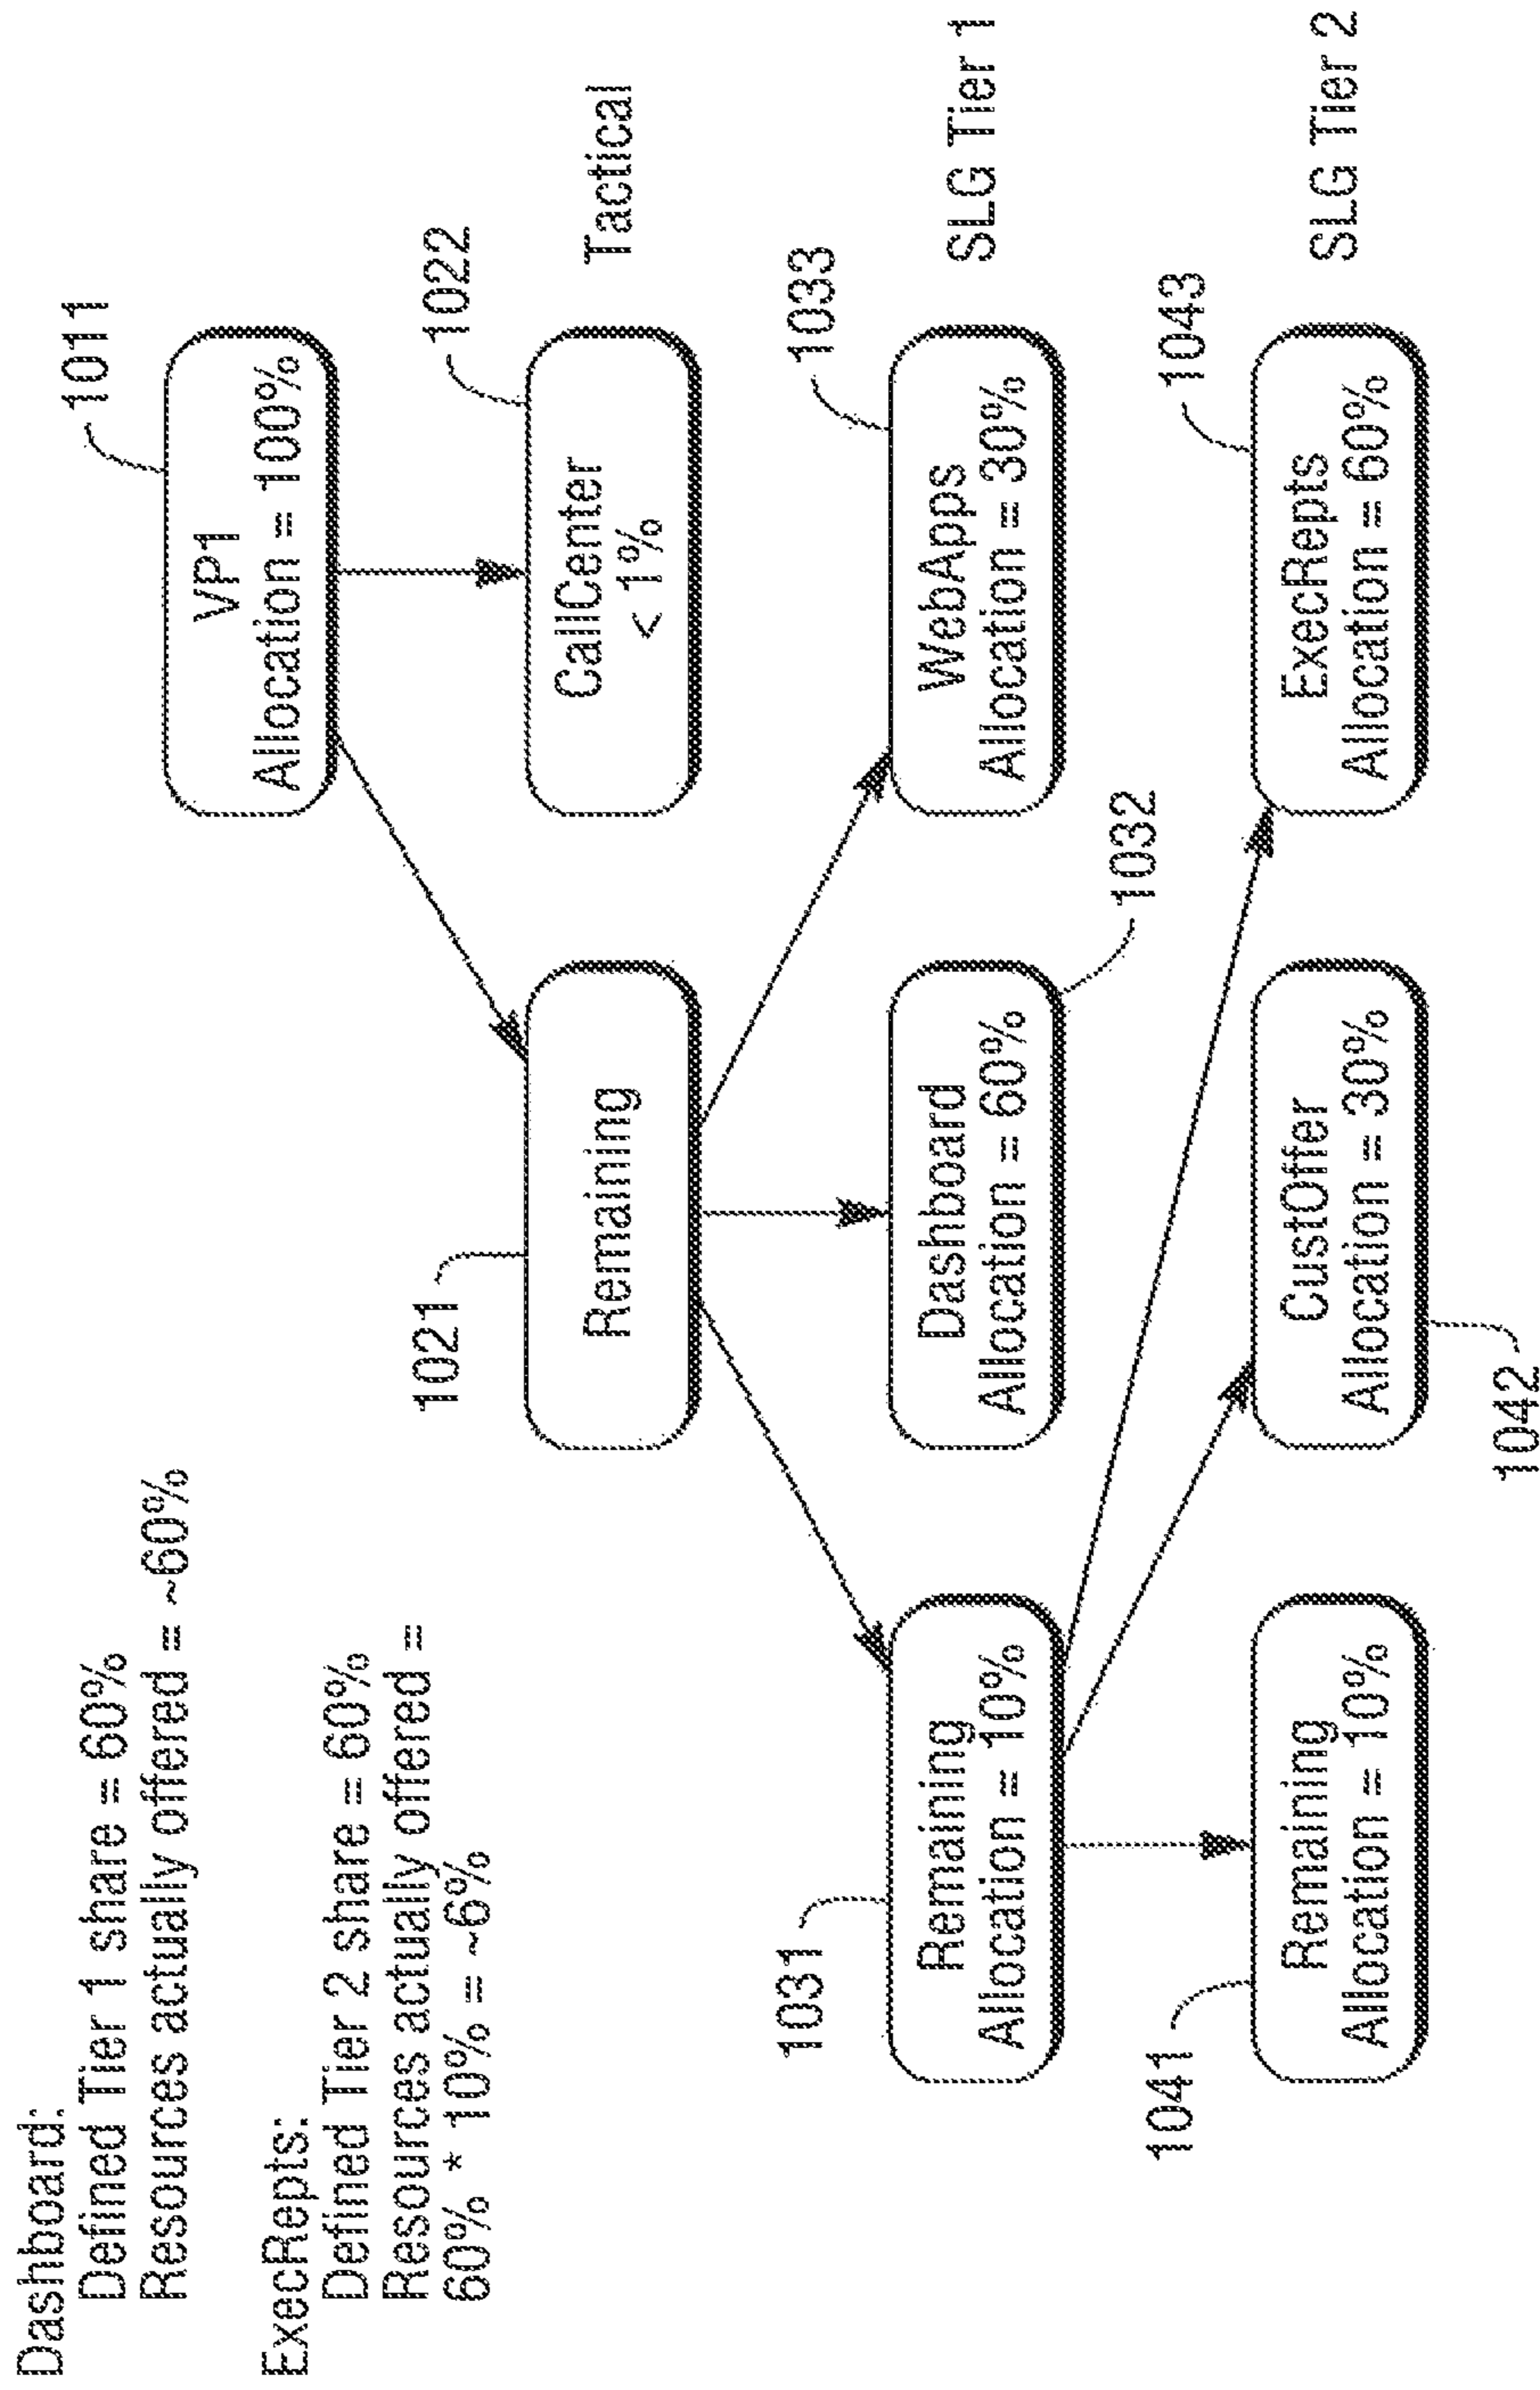 Dashboard:
Defined Tier 1 share = 60%
Resources actually offered = ~60%
ExecRepts:
Defined Tier 2 share = 60%
Resources actually offered =
60% * 10% = ~6%
1011
VP1
Allocation = 100%
1021
Remaining
1022
CallCenter
< 1%
Tactical
1031
Remaining
Allocation = 10%
Dashboard
Allocation = 60%
1032
1033
WebApps
Allocation = 30%
SLG Tier 1
1041
Remaining
Allocation = 10%
CustOffer
Allocation = 30%
1042
1043
ExecRepts
Allocation = 60%
SLG Tier 2